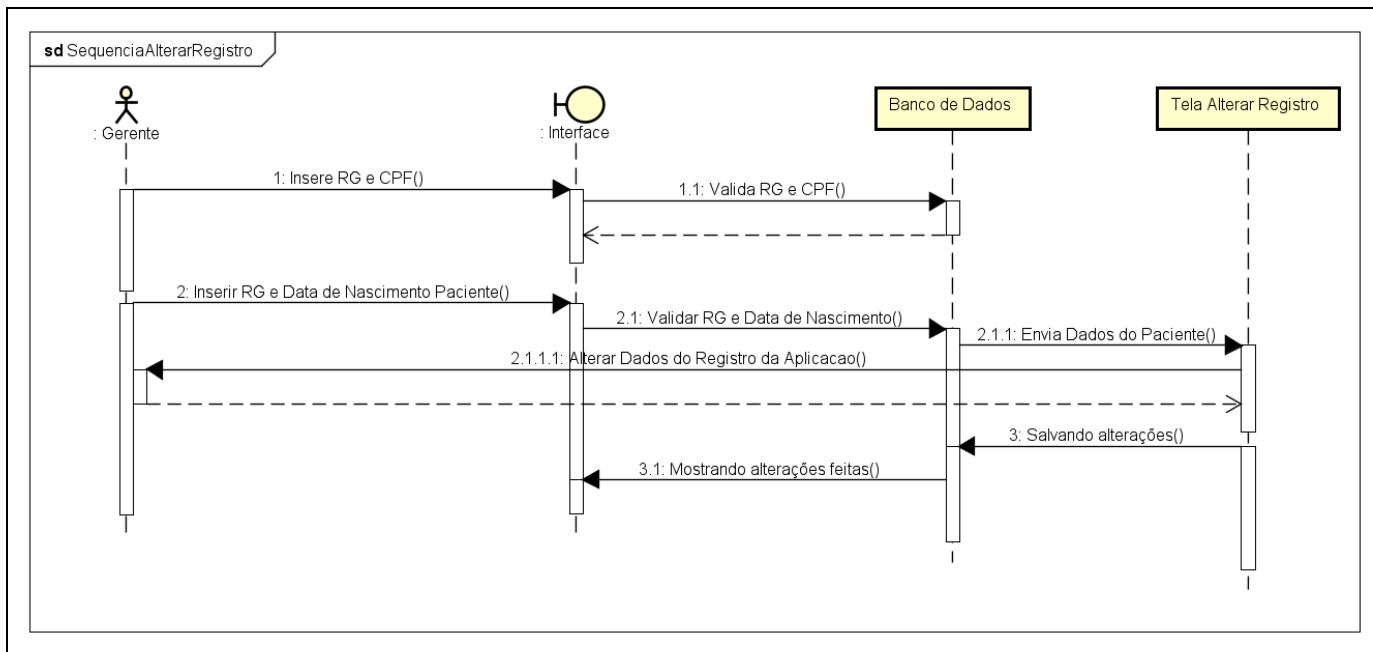 sd SequenciaAlterarRegistro
: Gerente
: Interface
Banco de Dados
Tela Alterar Registro
1: Insere RG e CPF()
1.1: Valida RG e CPF()
2: Inserir RG e Data de Nascimento Paciente()
2.1: Validar RG e Data de Nascimento()
2.1.1: Envia Dados do Paciente()
2.1.1.1: Alterar Dados do Registro da Aplicacao()
3: Salvando alterações()
3.1: Mostrando alterações feitas()